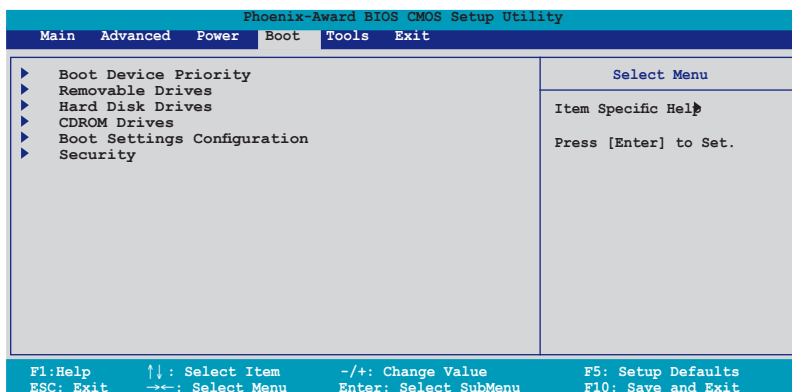 Phoenix-Award BIOS CMOS Setup Utility
Main Advanced Power Boot Tools Exit
Boot Device Priority
Removable Drives
Hard Disk Drives
CDROM Drives
Boot Settings Configuration
Security
Select Menu
Item Specific Help
Press [Enter] to Set.
F1:Help ↑↓: Select Item -/+: Change Value F5: Setup Defaults
ESC: Exit →←: Select Menu Enter: Select SubMenu F10: Save and Exit